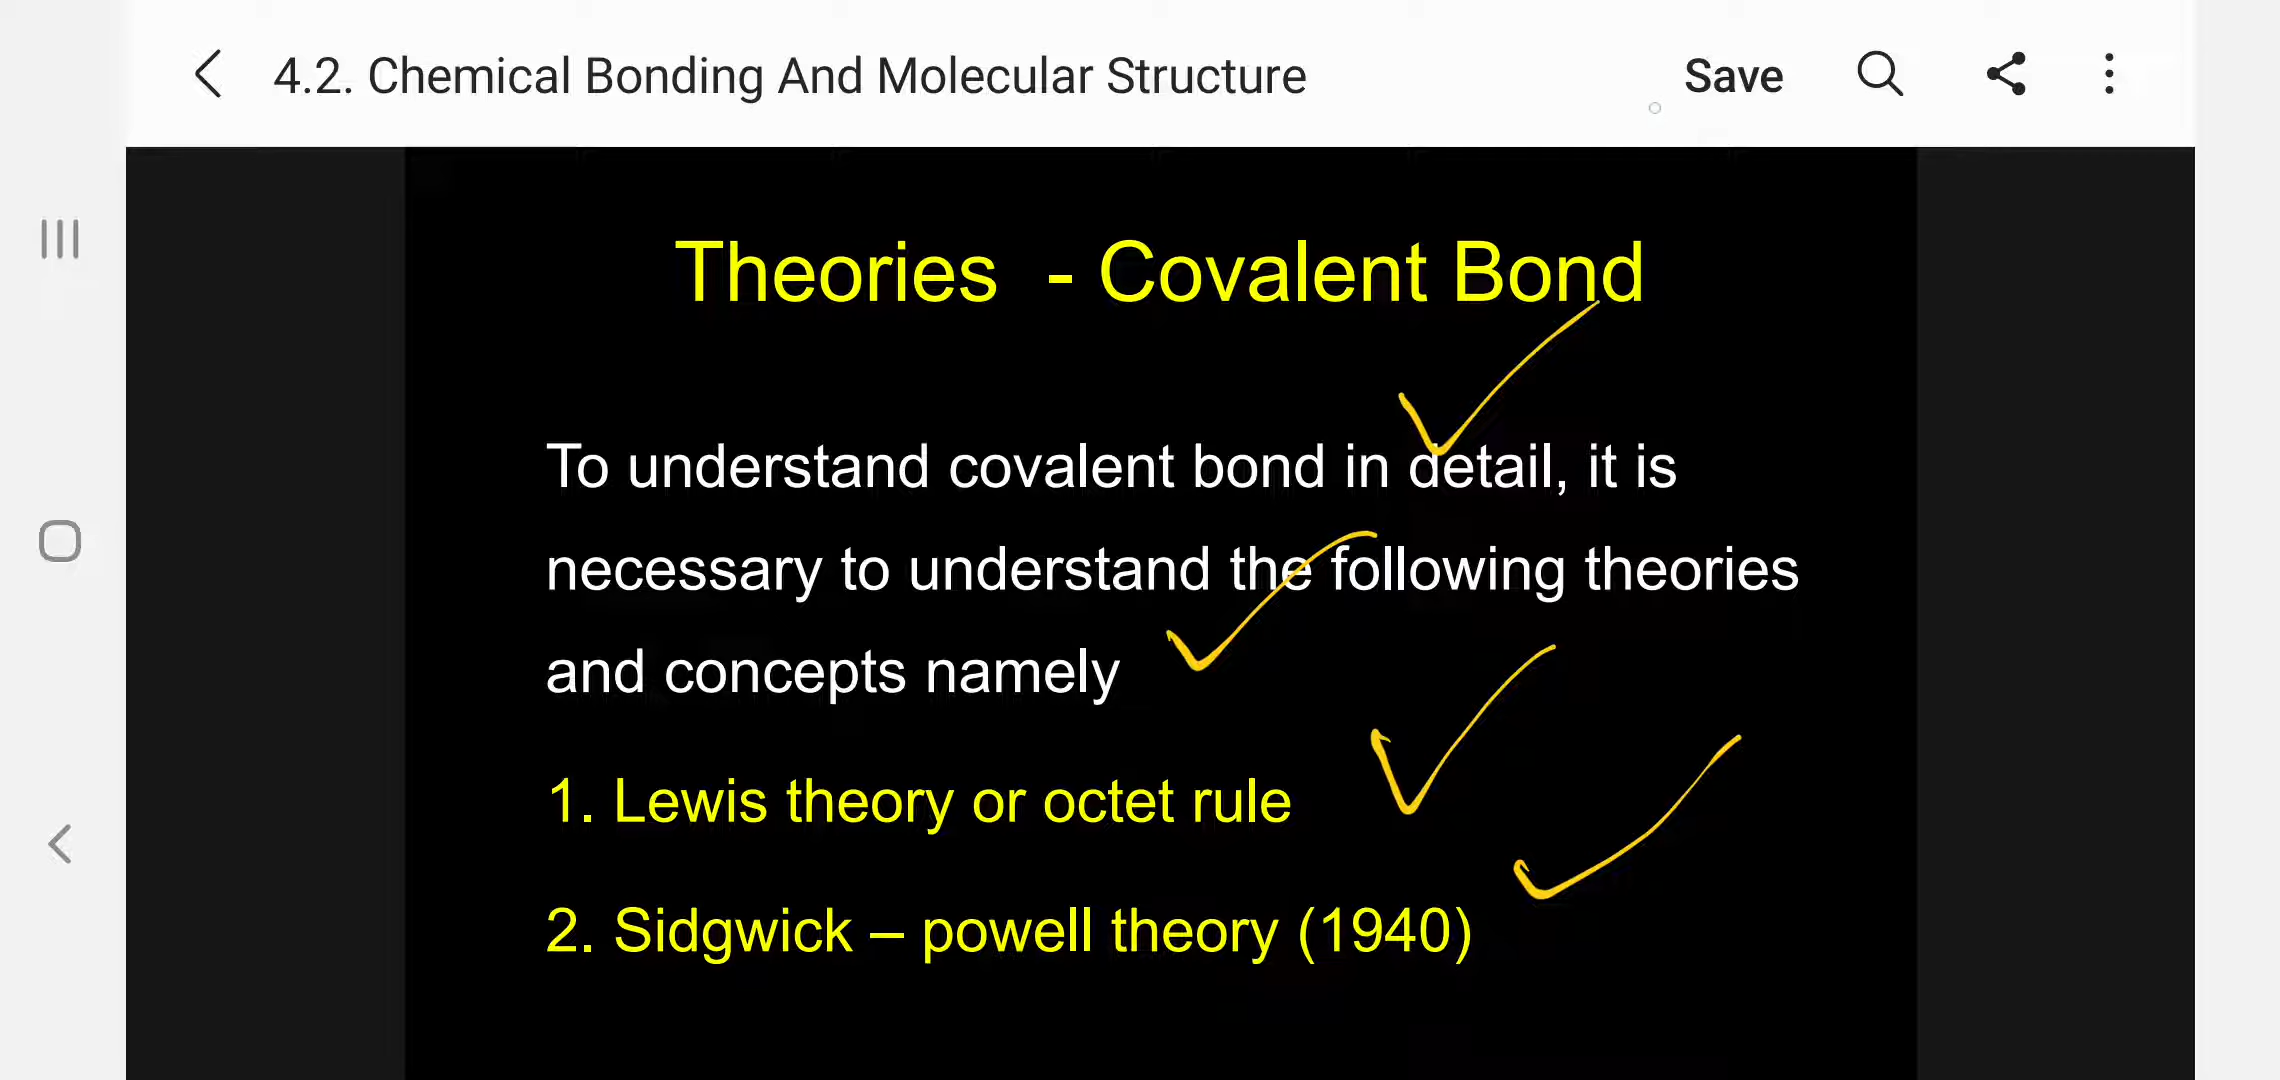 4.2. Chemical Bonding And Molecular Structure Save
Theories - Covalent Bond
To understand covalent bond in detail, it is
necessary to understand the following theories
and concepts namely
1. Lewis theory or octet rule
2. Sidgwick – powell theory (1940)